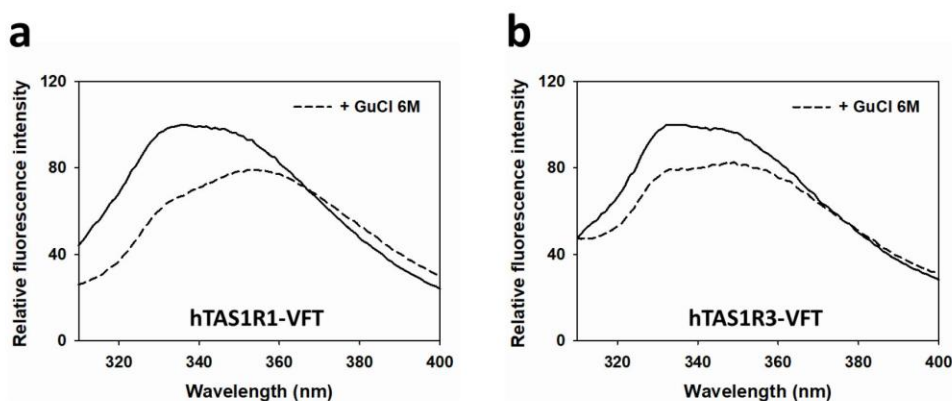 a
Relative fluorescence intensity
120
80
40
0
+ GuCl 6M
hTAS1R1-VFT
320 340 360 380 400
Wavelength (nm)
b
Relative fluorescence intensity
120
80
40
0
+ GuCl 6M
hTAS1R3-VFT
320 340 360 380 400
Wavelength (nm)